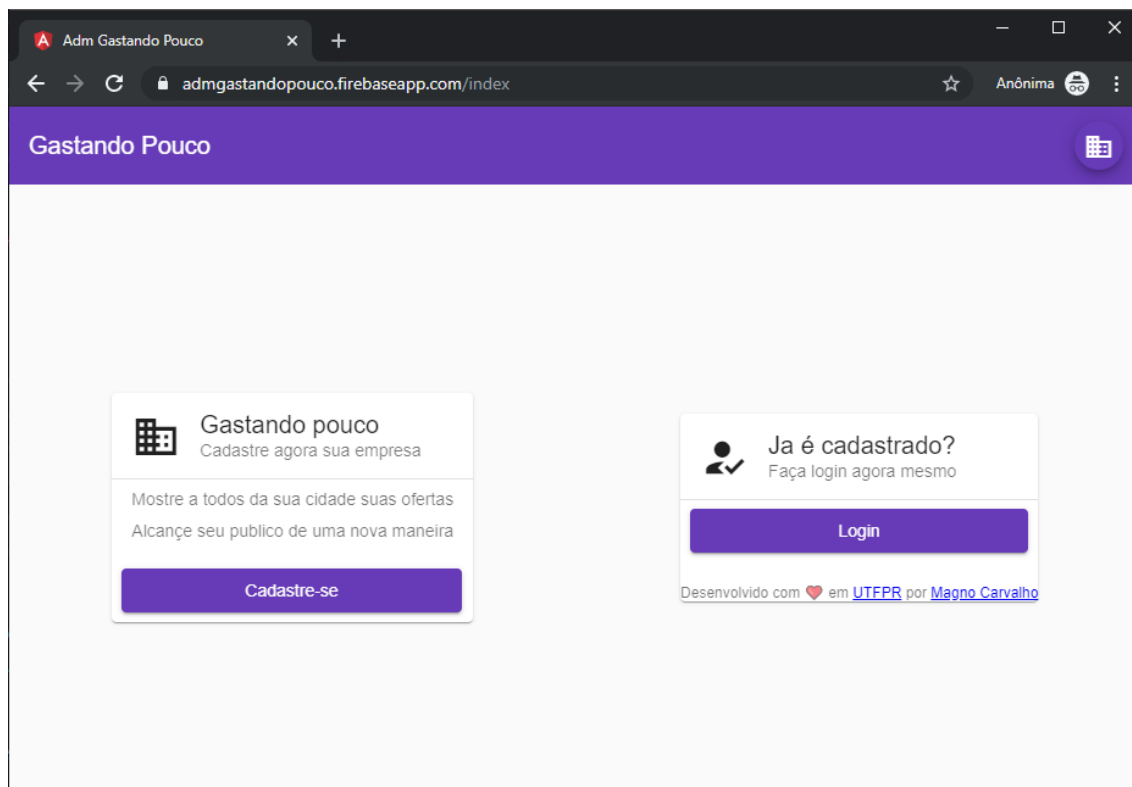 Adm Gastando Pouco
admgastandopouco.firebaseapp.com/index
Anônima
Gastando Pouco
Gastando pouco
Cadastre agora sua empresa
Mostre a todos da sua cidade suas ofertas
Alcançe seu publico de uma nova maneira
Cadastre-se
Ja é cadastrado?
Faça login agora mesmo
Login
Desenvolvido com ❤️ em UTFPR por Magno Carvalho